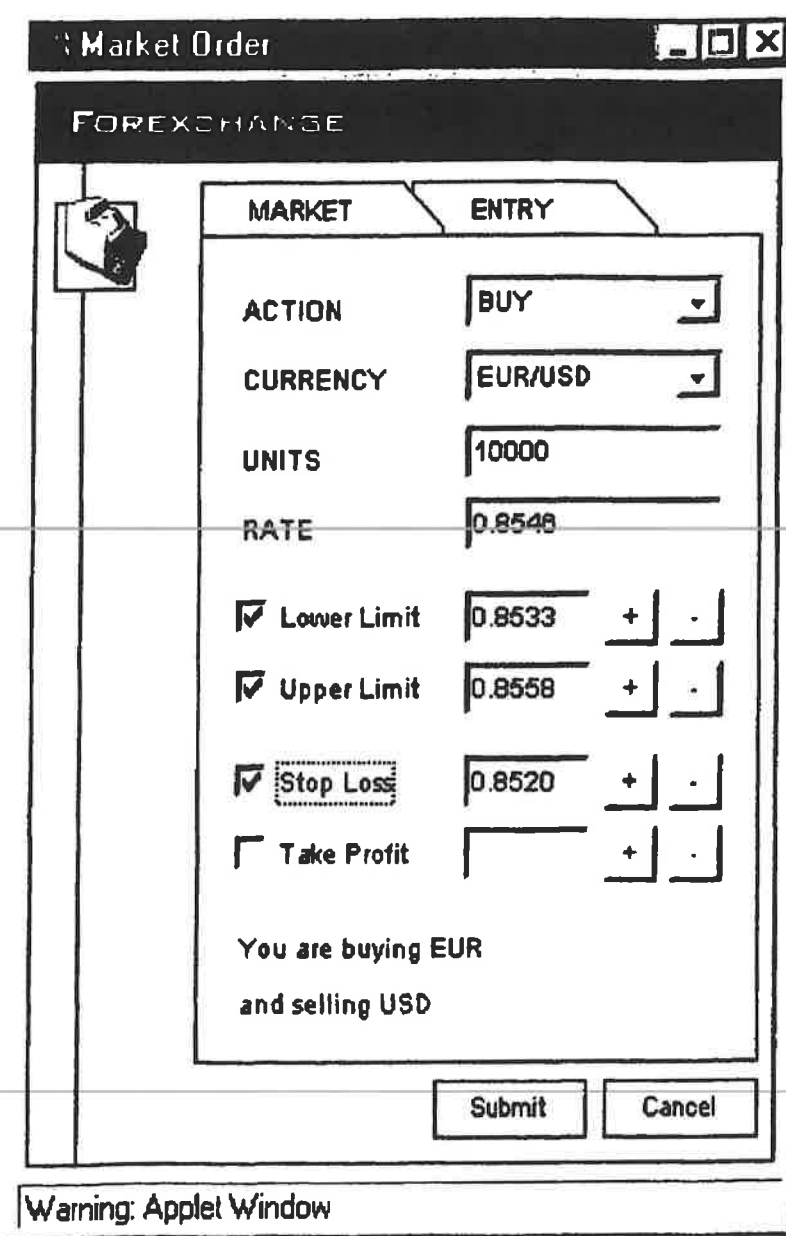 Market Order
FOREXCHANGE
MARKET ENTRY
ACTION BUY
CURRENCY EUR/USD
UNITS 10000
RATE 0.8548
Lower Limit 0.8533 + -
Upper Limit 0.8558 + -
Stop Loss 0.8520 + -
Take Profit + -
You are buying EUR
and selling USD
Submit Cancel
Warning: Applet Window